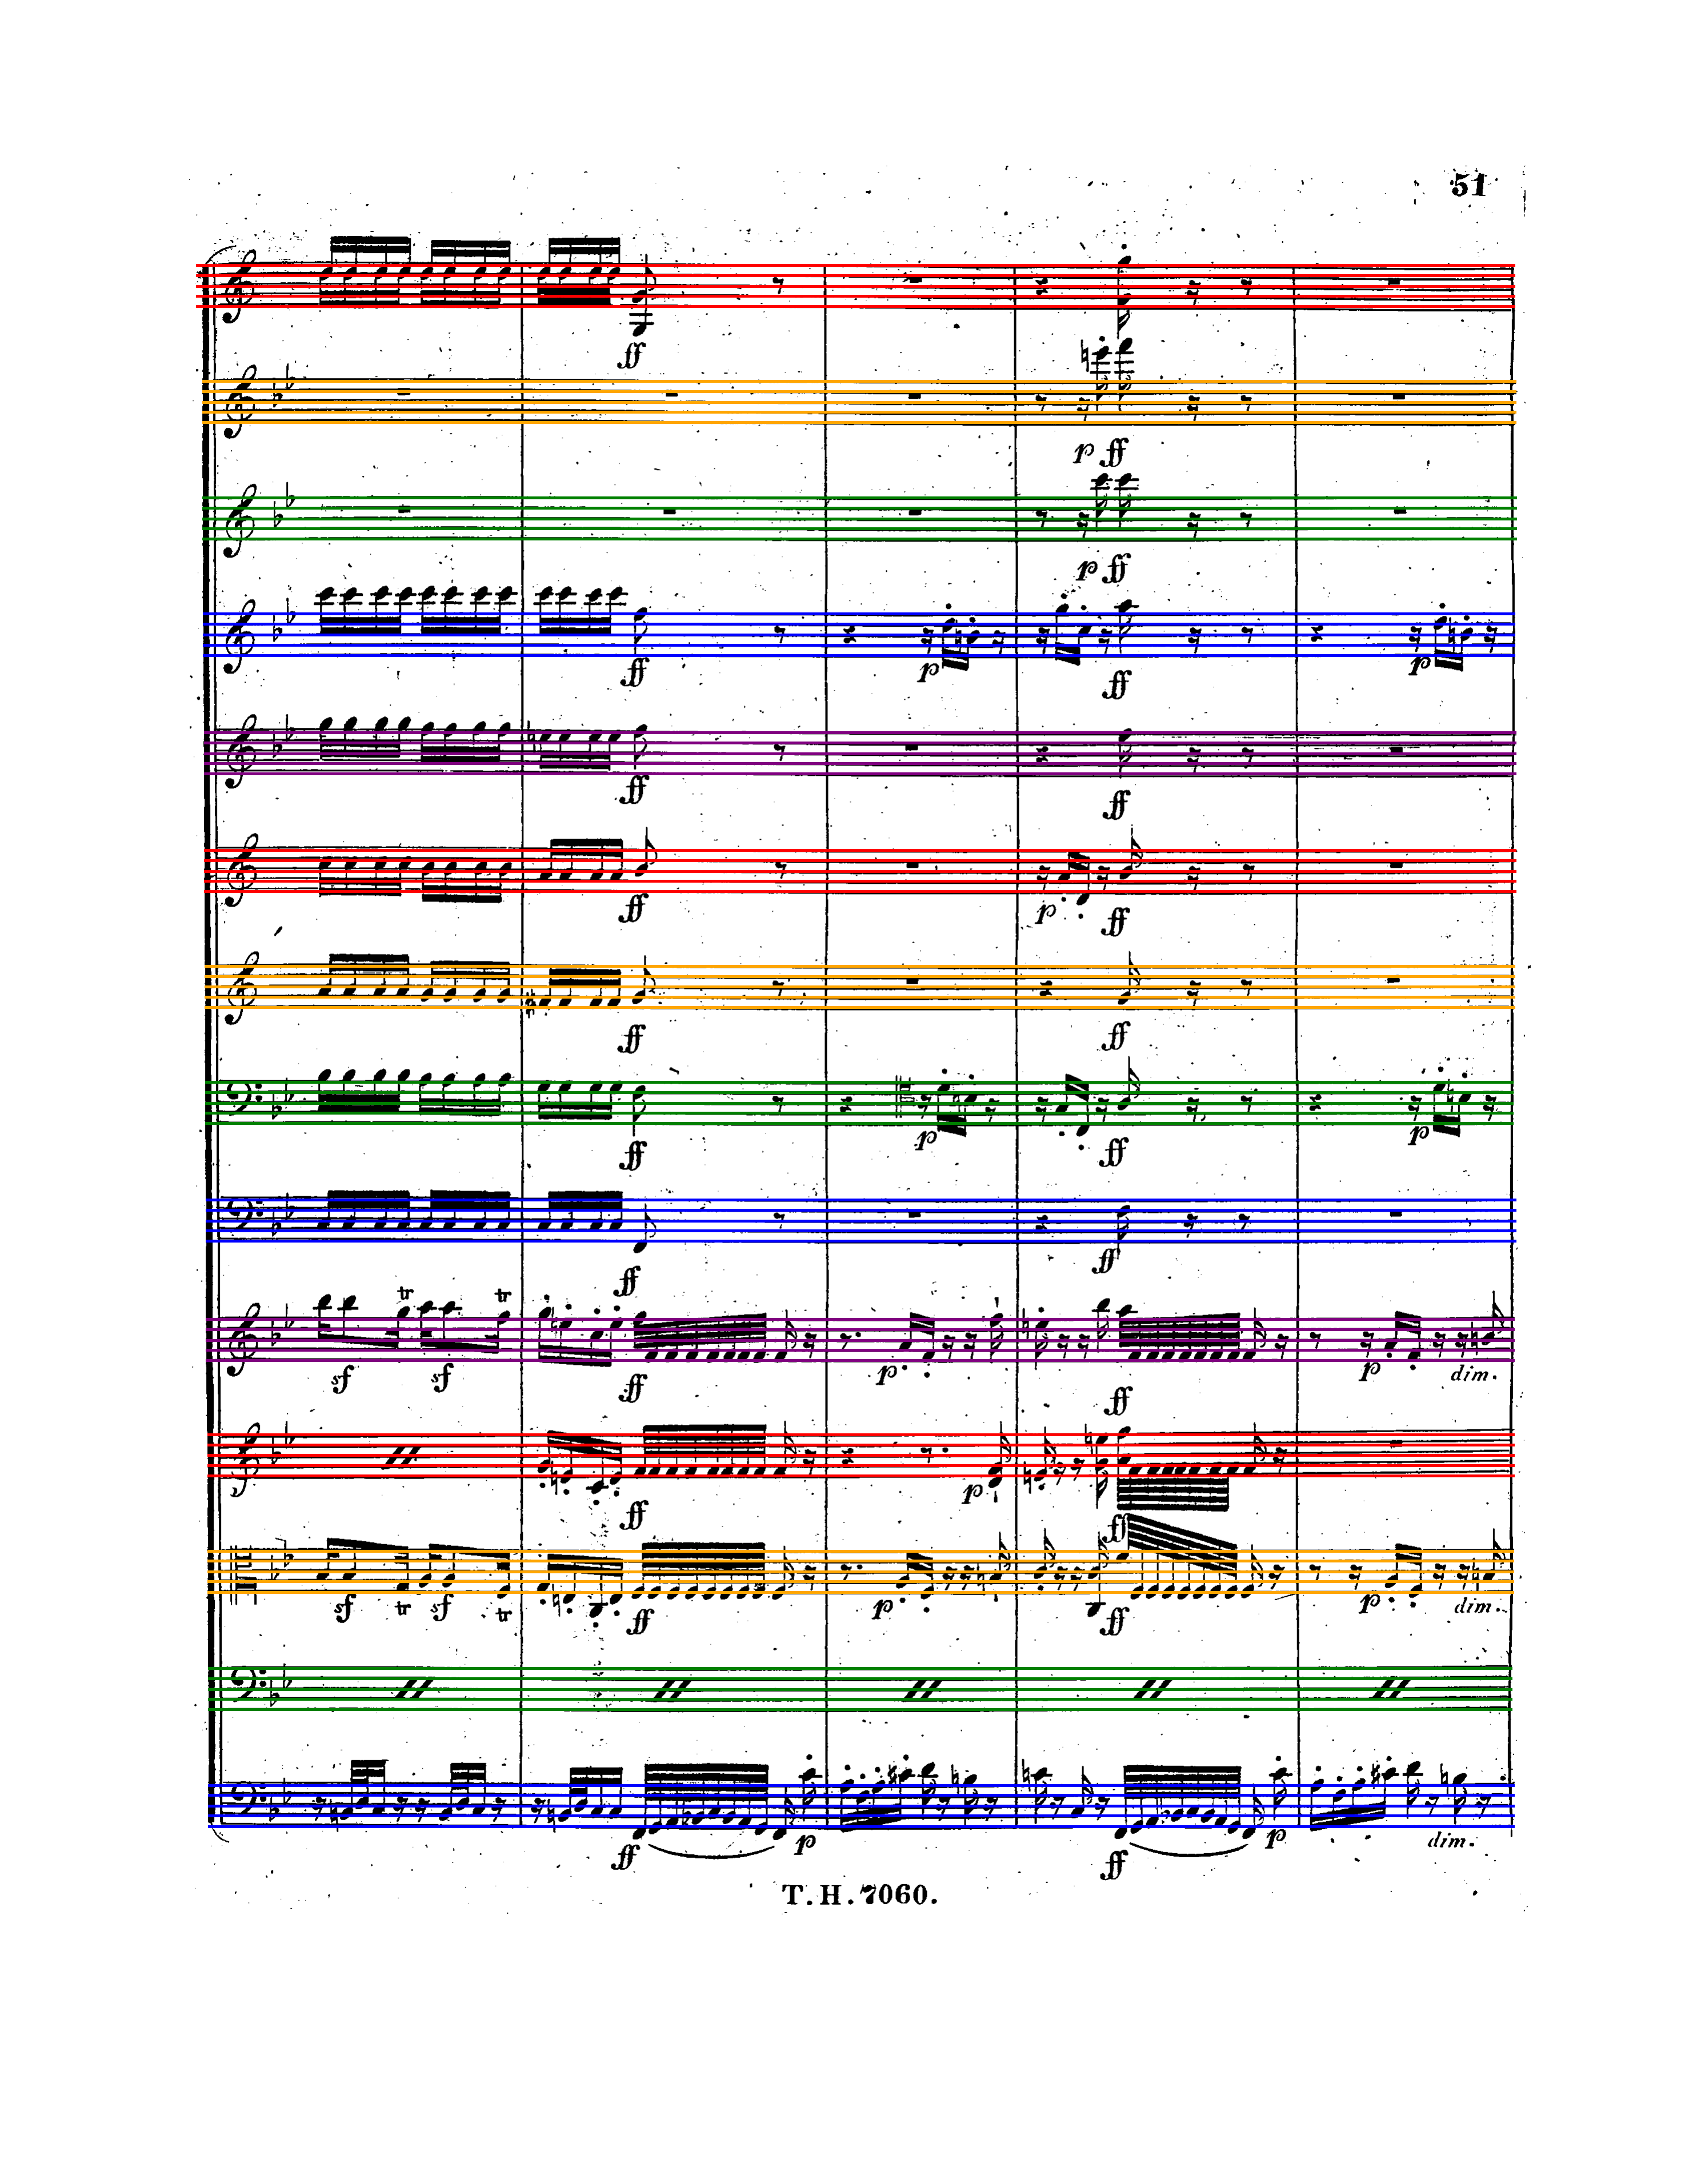 51
ff
p ff
p ff
ff p ff p
ff ff
ff p ff
ff ff
ff p ff p
ff ff
tr tr
sf sf ff p ff p dim.
ff p ff
sf tr sf tr ff p ff p dim.
ff p ff p dim.
T. H. 7060.